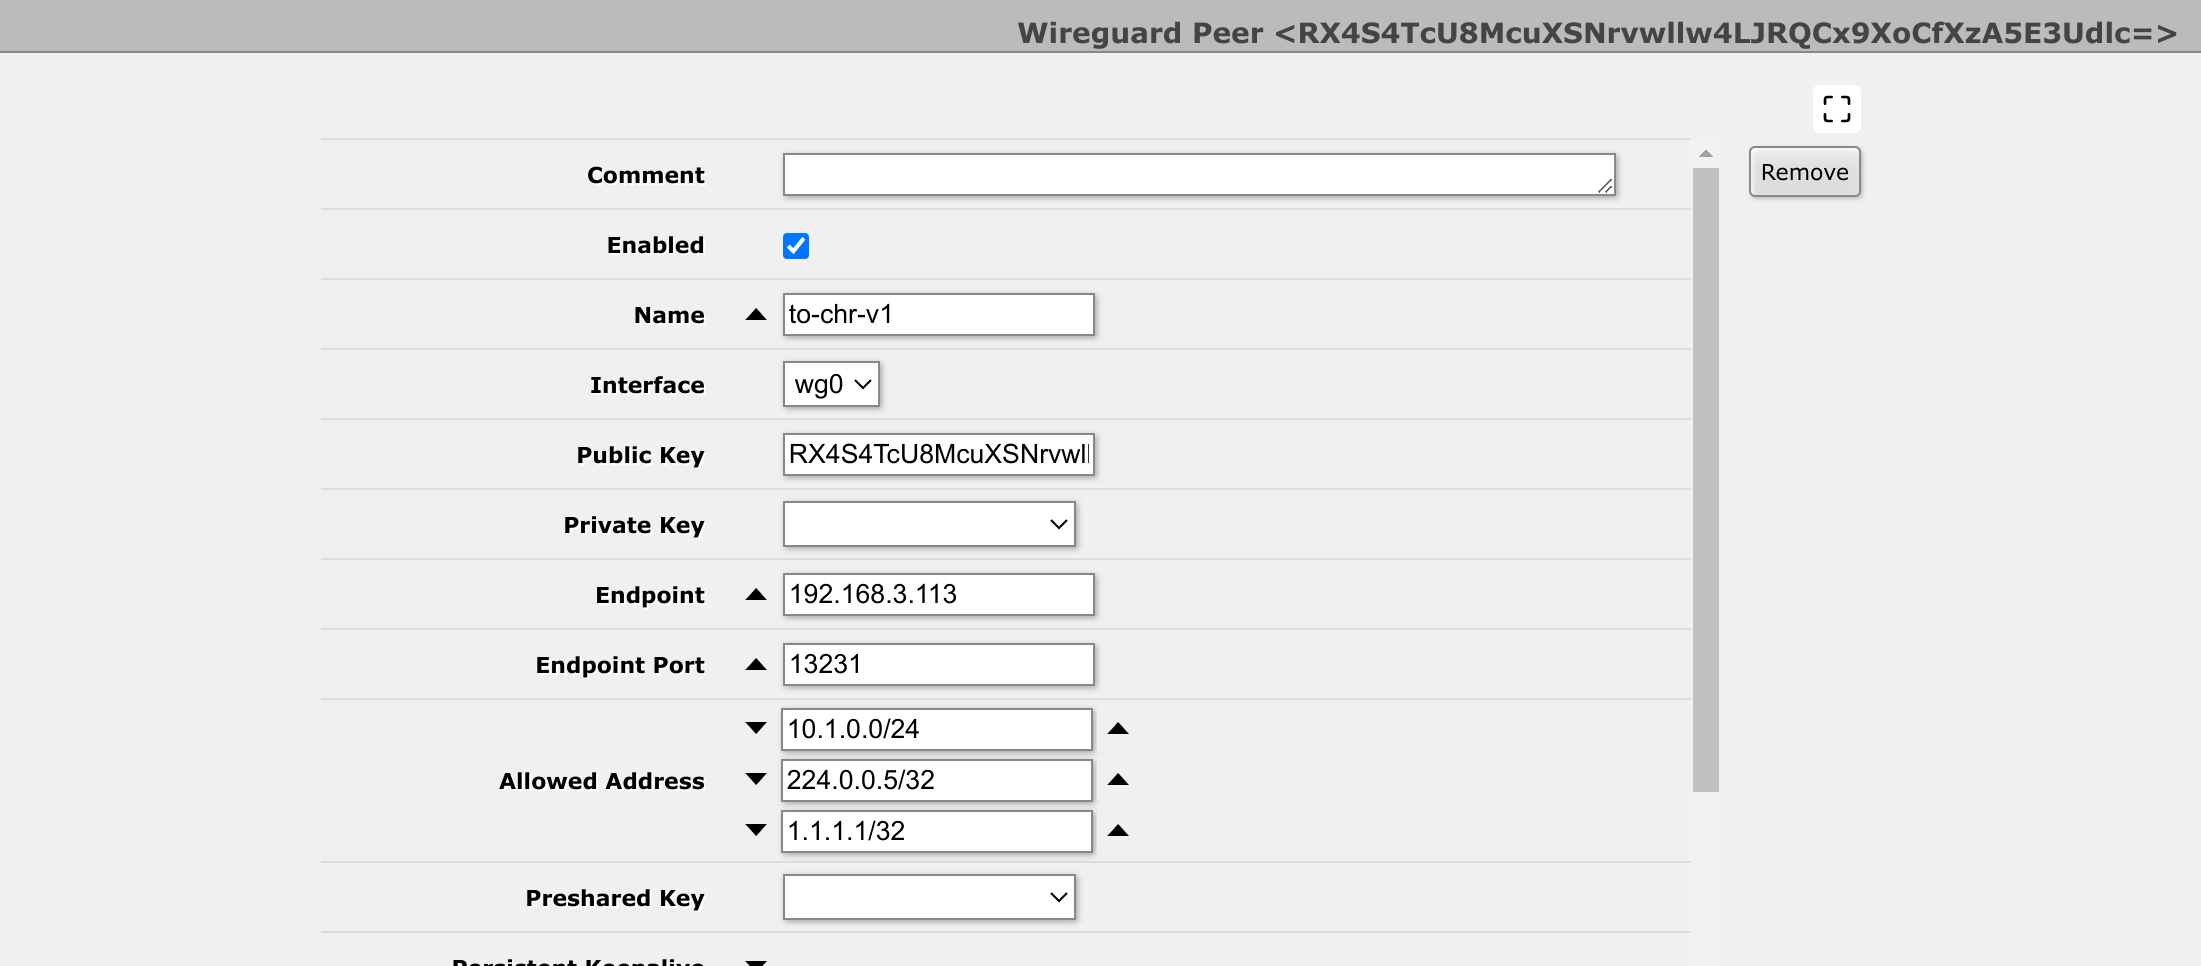 Wireguard Peer <RX4S4TcU8McuXSNrvwllw4LJRQCx9XoCfXzA5E3Udlc=>
Remove
Comment
Enabled
Name to-chr-v1
Interface wg0
Public Key RX4S4TcU8McuXSNrvwll
Private Key
Endpoint 192.168.3.113
Endpoint Port 13231
10.1.0.0/24
Allowed Address 224.0.0.5/32
1.1.1.1/32
Preshared Key
Persistent Keepalive